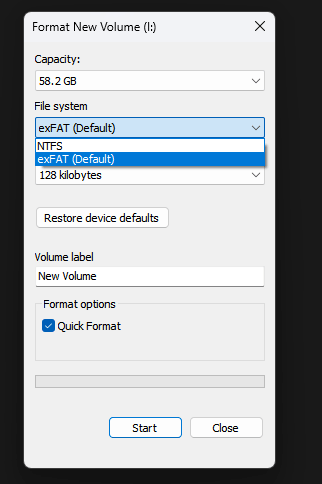 Format New Volume (I:)
Capacity:
58.2 GB
File system
exFAT (Default)
NTFS
exFAT (Default)
128 kilobytes
Restore device defaults
Volume label
New Volume
Format options
Quick Format
Start Close